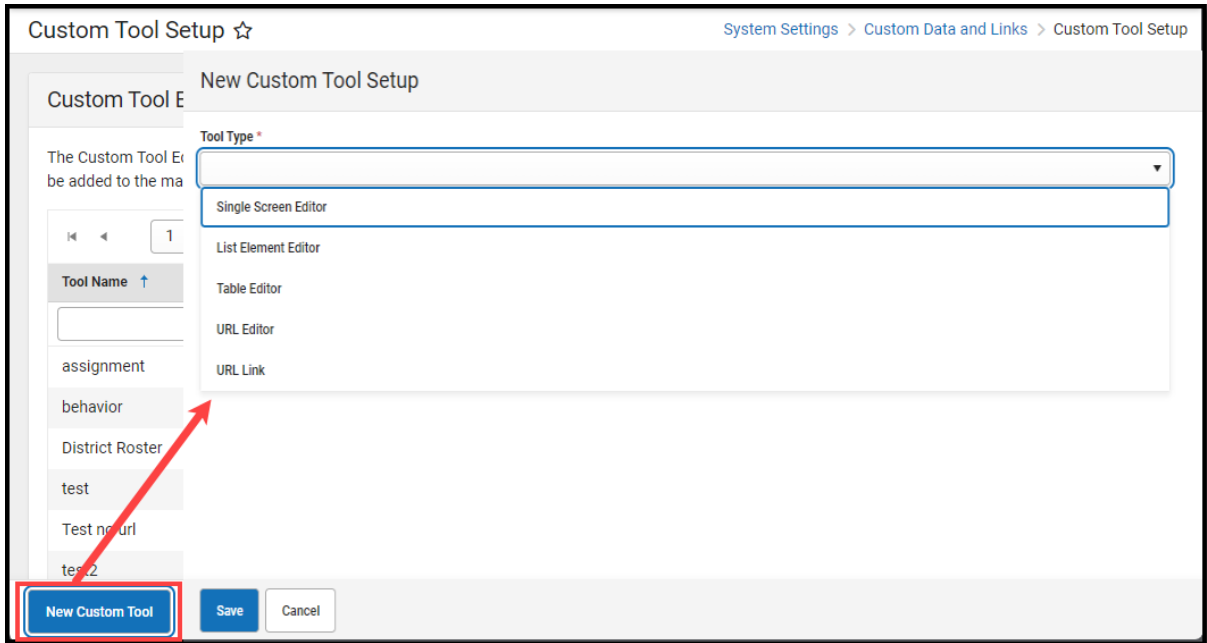 Custom Tool Setup
System Settings > Custom Data and Links > Custom Tool Setup
New Custom Tool Setup
Custom Tool E
Tool Type *
The Custom Tool Ed
be added to the ma
1
Tool Name ↑
Single Screen Editor
List Element Editor
Table Editor
URL Editor
URL Link
assignment
behavior
District Roster
test
Test no url
test2
New Custom Tool
Save
Cancel